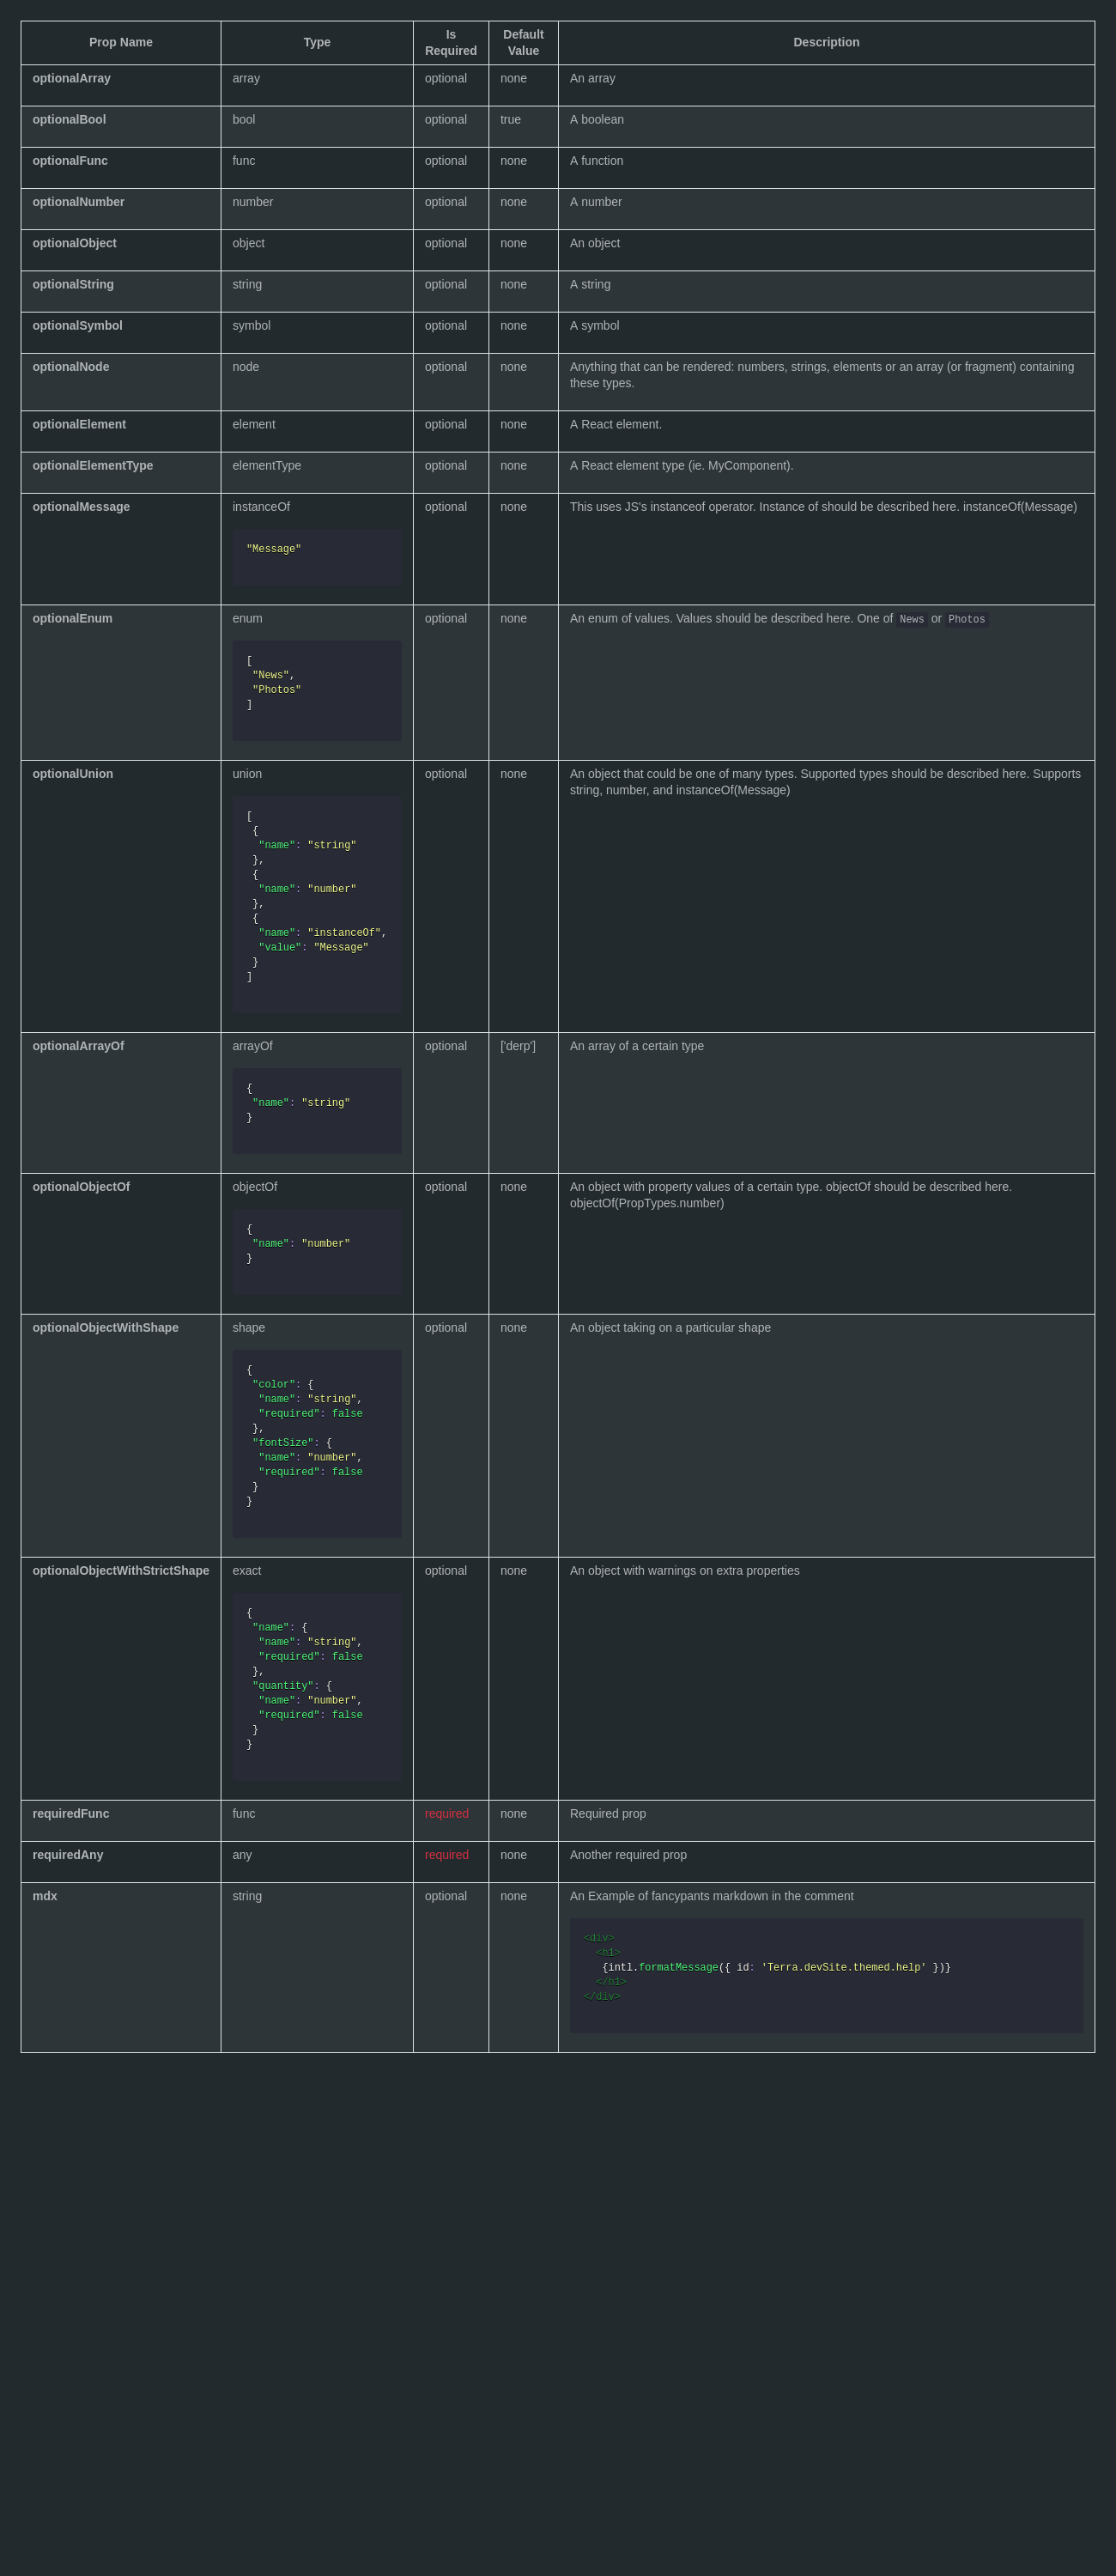 Prop Name Type Is Required Default Value Description
optionalArray array optional none An array
optionalBool bool optional true A boolean
optionalFunc func optional none A function
optionalNumber number optional none A number
optionalObject object optional none An object
optionalString string optional none A string
optionalSymbol symbol optional none A symbol
optionalNode node optional none Anything that can be rendered: numbers, strings, elements or an array (or fragment) containing
these types.
optionalElement element optional none A React element.
optionalElementType elementType optional none A React element type (ie. MyComponent).
optionalMessage instanceOf optional none This uses JS's instanceof operator. Instance of should be described here. instanceOf(Message)
"Message"
optionalEnum enum optional none An enum of values. Values should be described here. One of News or Photos
[
"News",
"Photos"
]
optionalUnion union optional none An object that could be one of many types. Supported types should be described here. Supports
string, number, and instanceOf(Message)
[
{
"name": "string"
},
{
"name": "number"
},
{
"name": "instanceOf",
"value": "Message"
}
]
optionalArrayOf arrayOf optional ['derp'] An array of a certain type
{
"name": "string"
}
optionalObjectOf objectOf optional none An object with property values of a certain type. objectOf should be described here.
objectOf(PropTypes.number)
{
"name": "number"
}
optionalObjectWithShape shape optional none An object taking on a particular shape
{
"color": {
"name": "string",
"required": false
},
"fontSize": {
"name": "number",
"required": false
}
}
optionalObjectWithStrictShape exact optional none An object with warnings on extra properties
{
"name": {
"name": "string",
"required": false
},
"quantity": {
"name": "number",
"required": false
}
}
requiredFunc func required none Required prop
requiredAny any required none Another required prop
mdx string optional none An Example of fancypants markdown in the comment
<div>
<h1>
{intl.formatMessage({ id: 'Terra.devSite.themed.help' })}
</h1>
</div>